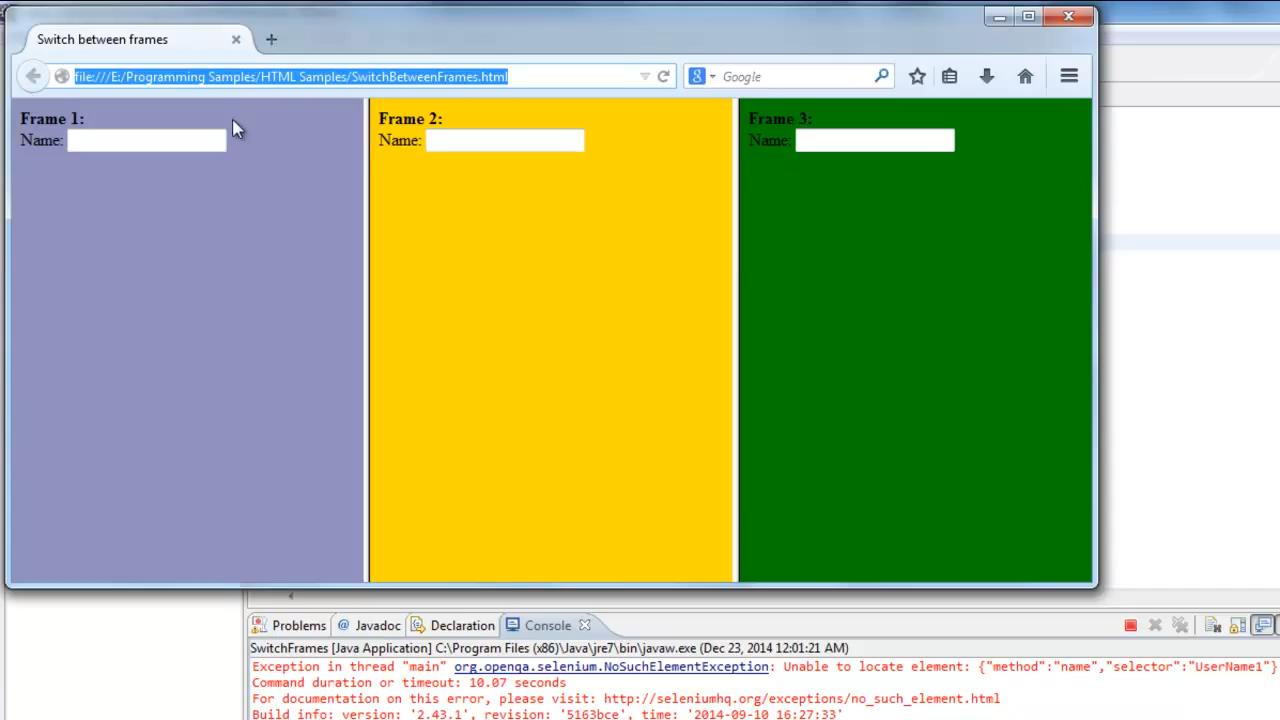 Switch between frames
file:///E:/Programming Samples/HTML Samples/SwitchBetweenFrames.html
Google
Frame 1:
Name:
Frame 2:
Name:
Frame 3:
Name:
Problems @ Javadoc Declaration Console
SwitchFrames [Java Application] C:\Program Files (x86)\Java\jre7\bin\javaw.exe (Dec 23, 2014 12:01:21 AM)
Exception in thread "main" org.openqa.selenium.NoSuchElementException: Unable to locate element: {"method":"name","selector":"UserName1"}
Command duration or timeout: 10.07 seconds
For documentation on this error, please visit: http://seleniumhq.org/exceptions/no_such_element.html
Build info: version: '2.43.1', revision: '5163bce', time: '2014-09-10 16:27:33'